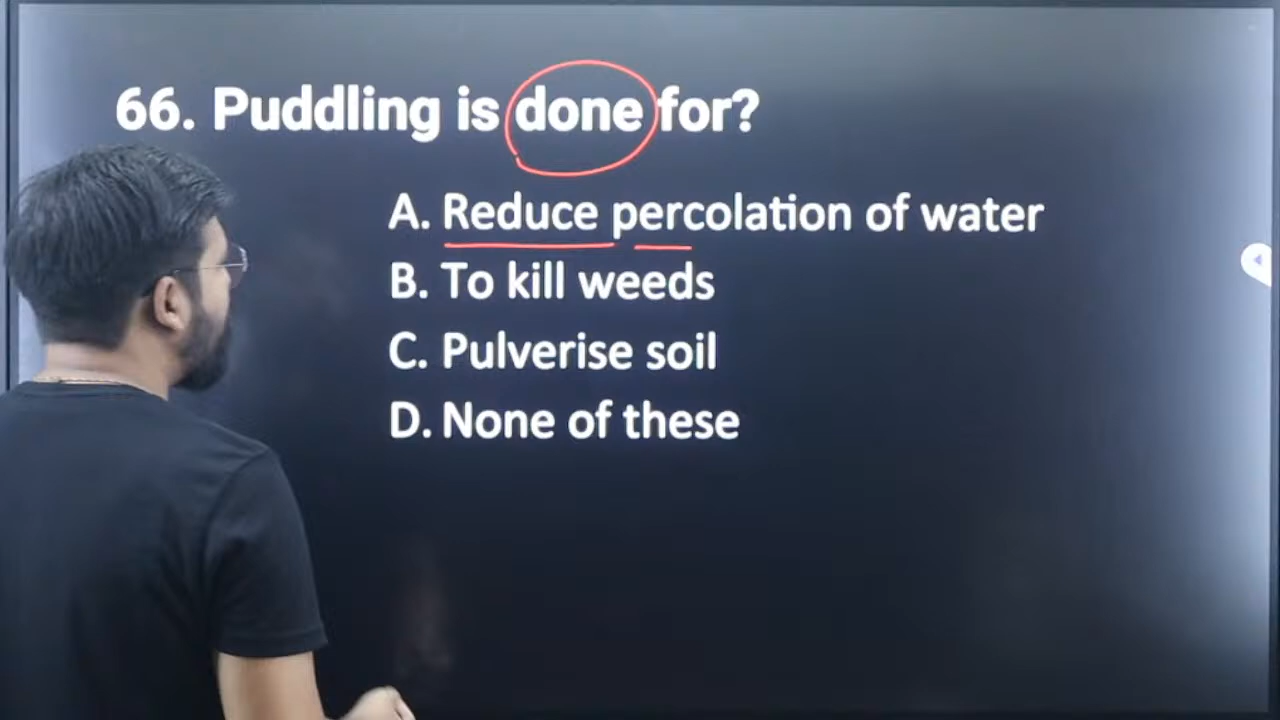 66. Puddling is done for?
A. Reduce percolation of water
B. To kill weeds
C. Pulverise soil
D. None of these